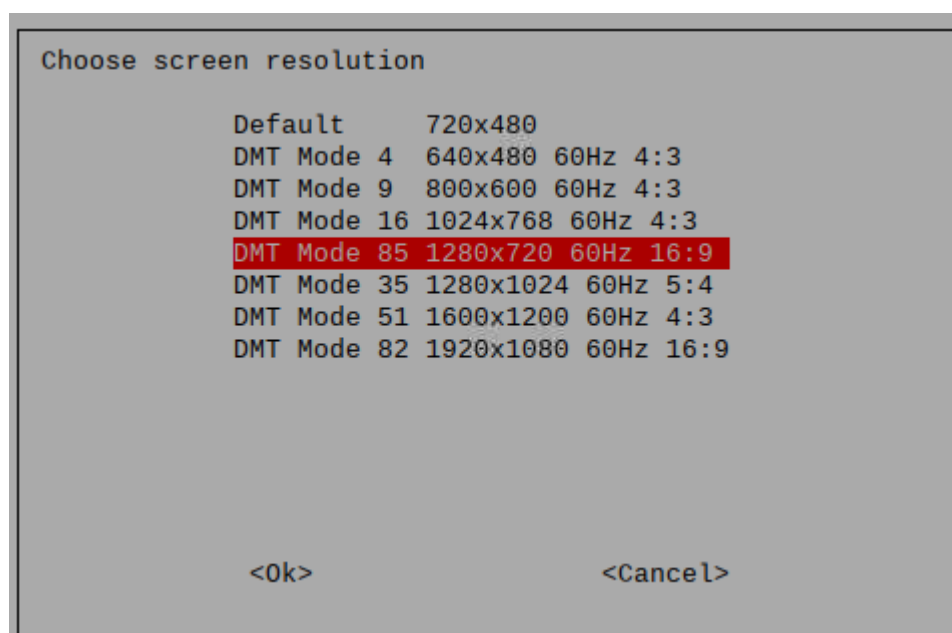 Choose screen resolution
Default 720x480
DMT Mode 4 640x480 60Hz 4:3
DMT Mode 9 800x600 60Hz 4:3
DMT Mode 16 1024x768 60Hz 4:3
DMT Mode 85 1280x720 60Hz 16:9
DMT Mode 35 1280x1024 60Hz 5:4
DMT Mode 51 1600x1200 60Hz 4:3
DMT Mode 82 1920x1080 60Hz 16:9
<Ok> <Cancel>